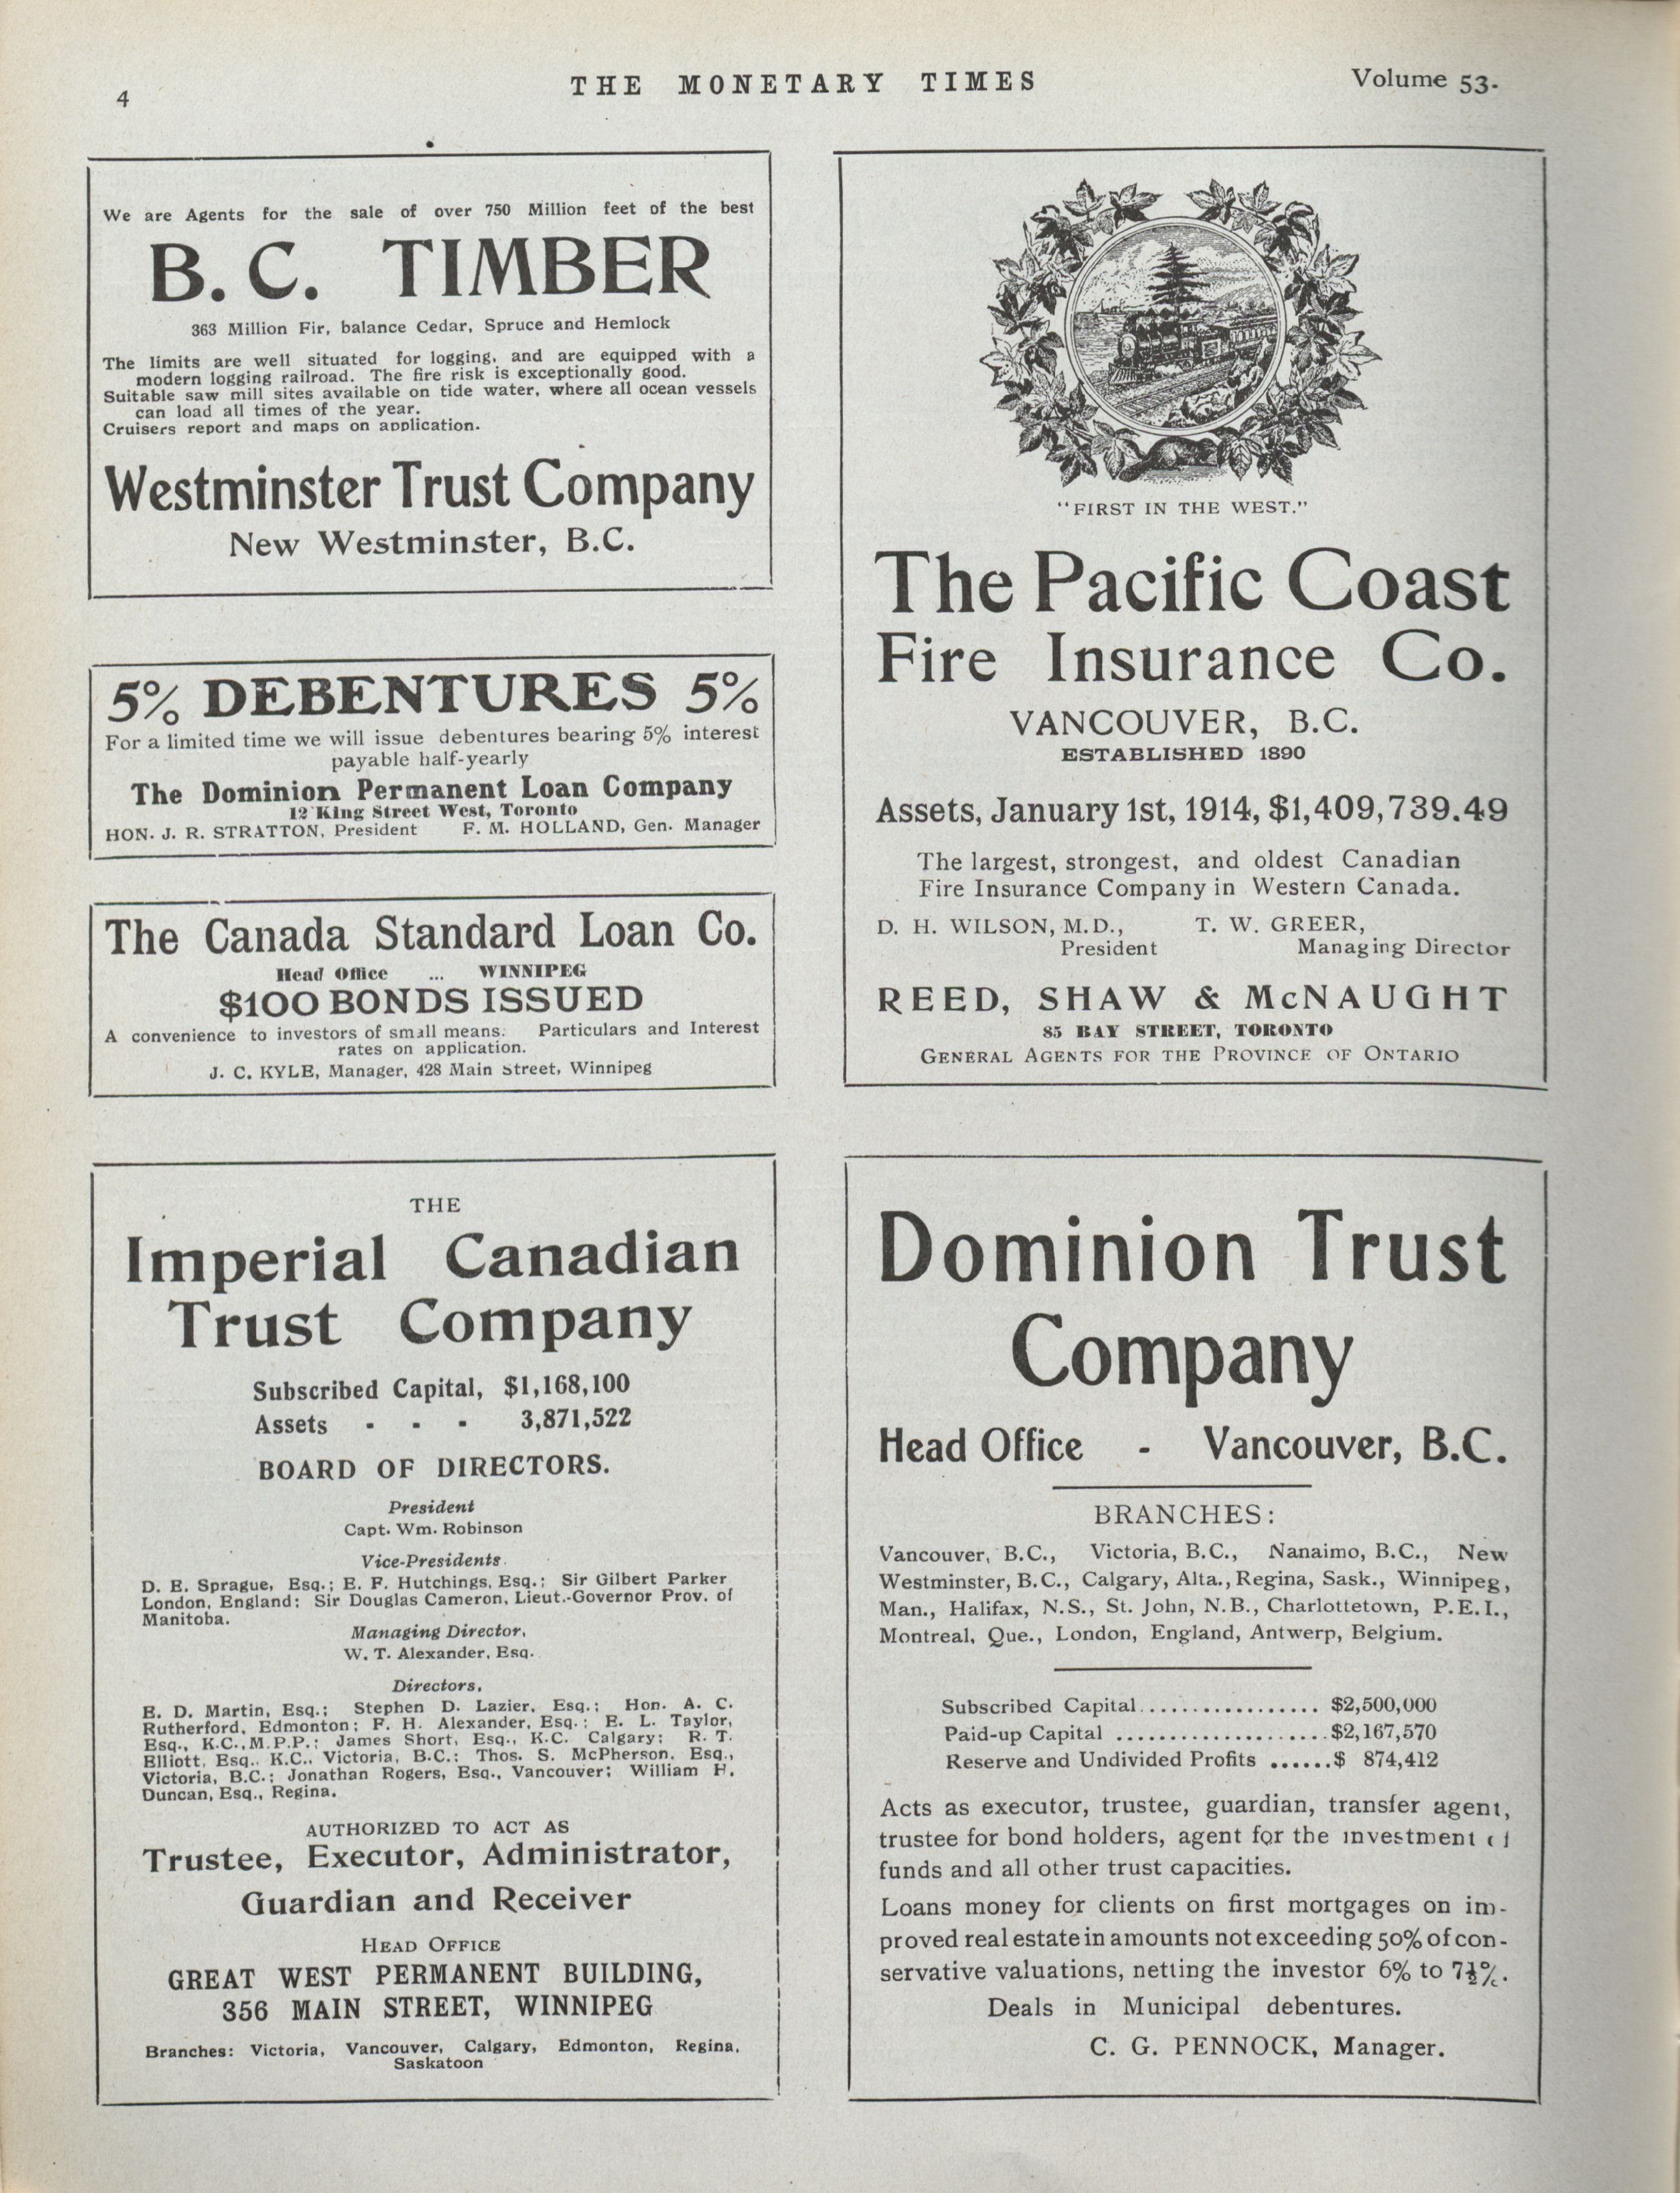 4
THE MONETARY TIMES
Volume 53.
We are Agents for the sale of over 750 Million feet of the best
B. C. TIMBER
363 Million Fir, balance Cedar, Spruce and Hemlock
The limits are well situated for logging, and are equipped with a
modern logging railroad. The fire risk is exceptionally good.
Suitable saw mill sites available on tide water, where all ocean vessels
can load all times of the year.
Cruisers report and maps on application.
Westminster Trust Company
New Westminster, B.C.
5% DEBENTURES 5%
For a limited time we will issue debentures bearing 5% interest
payable half-yearly
The Dominion Permanent Loan Company
12 King Street West, Toronto
HON. J. R. STRATTON, President F. M. HOLLAND, Gen. Manager
The Canada Standard Loan Co.
Head Office ... WINNIPEG
$100 BONDS ISSUED
A convenience to investors of small means. Particulars and Interest
rates on application.
J. C. KYLE, Manager, 428 Main Street, Winnipeg
THE
Imperial Canadian
Trust Company
Subscribed Capital, $1,168,100
Assets - - - 3,871,522
BOARD OF DIRECTORS.
President
Capt. Wm. Robinson
Vice-Presidents.
D. E. Sprague, Esq.; E. F. Hutchings, Esq.; Sir Gilbert Parker
London, England; Sir Douglas Cameron, Lieut.-Governor Prov. of
Manitoba.
Managing Director,
W. T. Alexander, Esq.
Directors,
E. D. Martin, Esq.; Stephen D. Lazier, Esq.; Hon. A. C.
Rutherford, Edmonton; F. H. Alexander, Esq.; E. L. Taylor,
Esq., K.C., M.P.P.; James Short, Esq., K.C. Calgary; R. T.
Elliott, Esq., K.C., Victoria, B.C.; Thos. S. McPherson, Esq.,
Victoria, B.C.; Jonathan Rogers, Esq., Vancouver; William H.
Duncan, Esq., Regina.
AUTHORIZED TO ACT AS
Trustee, Executor, Administrator,
Guardian and Receiver
HEAD OFFICE
GREAT WEST PERMANENT BUILDING,
356 MAIN STREET, WINNIPEG
Branches: Victoria, Vancouver, Calgary, Edmonton, Regina,
Saskatoon
"FIRST IN THE WEST."
The Pacific Coast
Fire Insurance Co.
VANCOUVER, B.C.
ESTABLISHED 1890
Assets, January 1st, 1914, $1,409,739.49
The largest, strongest, and oldest Canadian
Fire Insurance Company in Western Canada.
D. H. WILSON, M.D., T. W. GREER,
President Managing Director
REED, SHAW & McNAUGHT
85 BAY STREET, TORONTO
GENERAL AGENTS FOR THE PROVINCE OF ONTARIO
Dominion Trust
Company
Head Office - Vancouver, B.C.
BRANCHES:
Vancouver, B.C., Victoria, B.C., Nanaimo, B.C., New
Westminster, B.C., Calgary, Alta., Regina, Sask., Winnipeg,
Man., Halifax, N.S., St. John, N.B., Charlottetown, P.E.I.,
Montreal, Que., London, England, Antwerp, Belgium.
Subscribed Capital................. $2,500,000
Paid-up Capital ....................$2,167,570
Reserve and Undivided Profits ......$ 874,412
Acts as executor, trustee, guardian, transfer agent,
trustee for bond holders, agent for the investment of
funds and all other trust capacities.
Loans money for clients on first mortgages on im-
proved real estate in amounts not exceeding 50% of con-
servative valuations, netting the investor 6% to 7½%.
Deals in Municipal debentures.
C. G. PENNOCK, Manager.